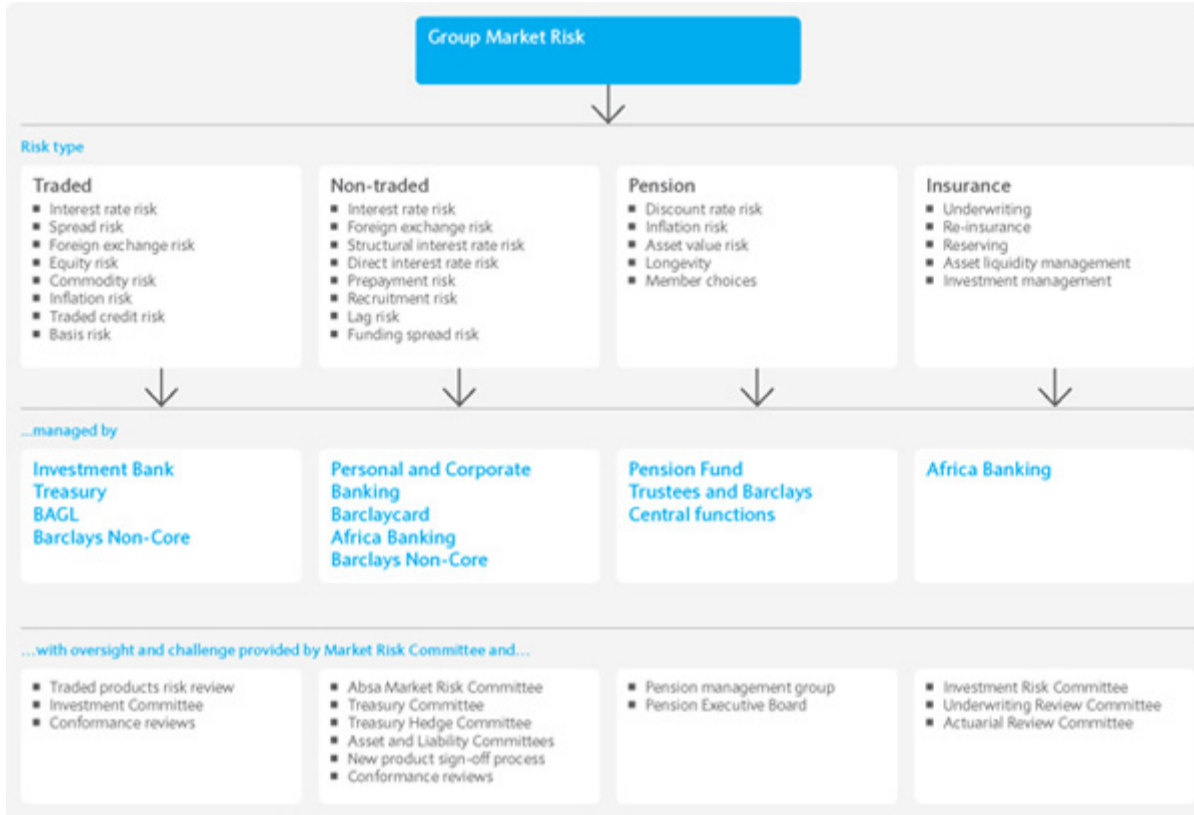 Group Market Risk
Risk type
Traded
▪ Interest rate risk
▪ Spread risk
▪ Foreign exchange risk
▪ Equity risk
▪ Commodity risk
▪ Inflation risk
▪ Traded credit risk
▪ Basis risk
Non-traded
▪ Interest rate risk
▪ Foreign exchange risk
▪ Structural interest rate risk
▪ Direct interest rate risk
▪ Prepayment risk
▪ Recruitment risk
▪ Lag risk
▪ Funding spread risk
Pension
▪ Discount rate risk
▪ Inflation risk
▪ Asset value risk
▪ Longevity
▪ Member choices
Insurance
▪ Underwriting
▪ Re-insurance
▪ Reserving
▪ Asset liquidity management
▪ Investment management
...managed by
Investment Bank
Treasury
BAGL
Barclays Non-Core
Personal and Corporate
Banking
Barclaycard
Africa Banking
Barclays Non-Core
Pension Fund
Trustees and Barclays
Central functions
Africa Banking
...with oversight and challenge provided by Market Risk Committee and...
▪ Traded products risk review
▪ Investment Committee
▪ Conformance reviews
▪ Absa Market Risk Committee
▪ Treasury Committee
▪ Treasury Hedge Committee
▪ Asset and Liability Committees
▪ New product sign-off process
▪ Conformance reviews
▪ Pension management group
▪ Pension Executive Board
▪ Investment Risk Committee
▪ Underwriting Review Committee
▪ Actuarial Review Committee